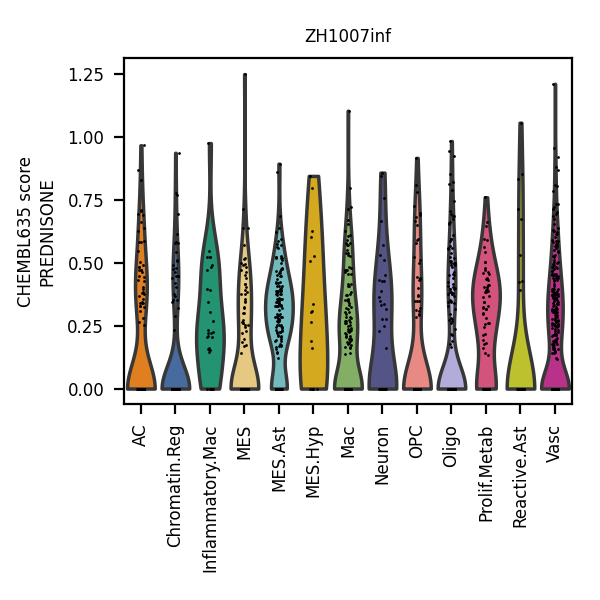 ZH1007inf
CHEMBL635 score
PREDNISONE
1.25
1.00
0.75
0.50
0.25
0.00
AC
Chromatin.Reg
Inflammatory.Mac
MES
MES.Ast
MES.Hyp
Mac
Neuron
OPC
Oligo
Prolif.Metab
Reactive.Ast
Vasc